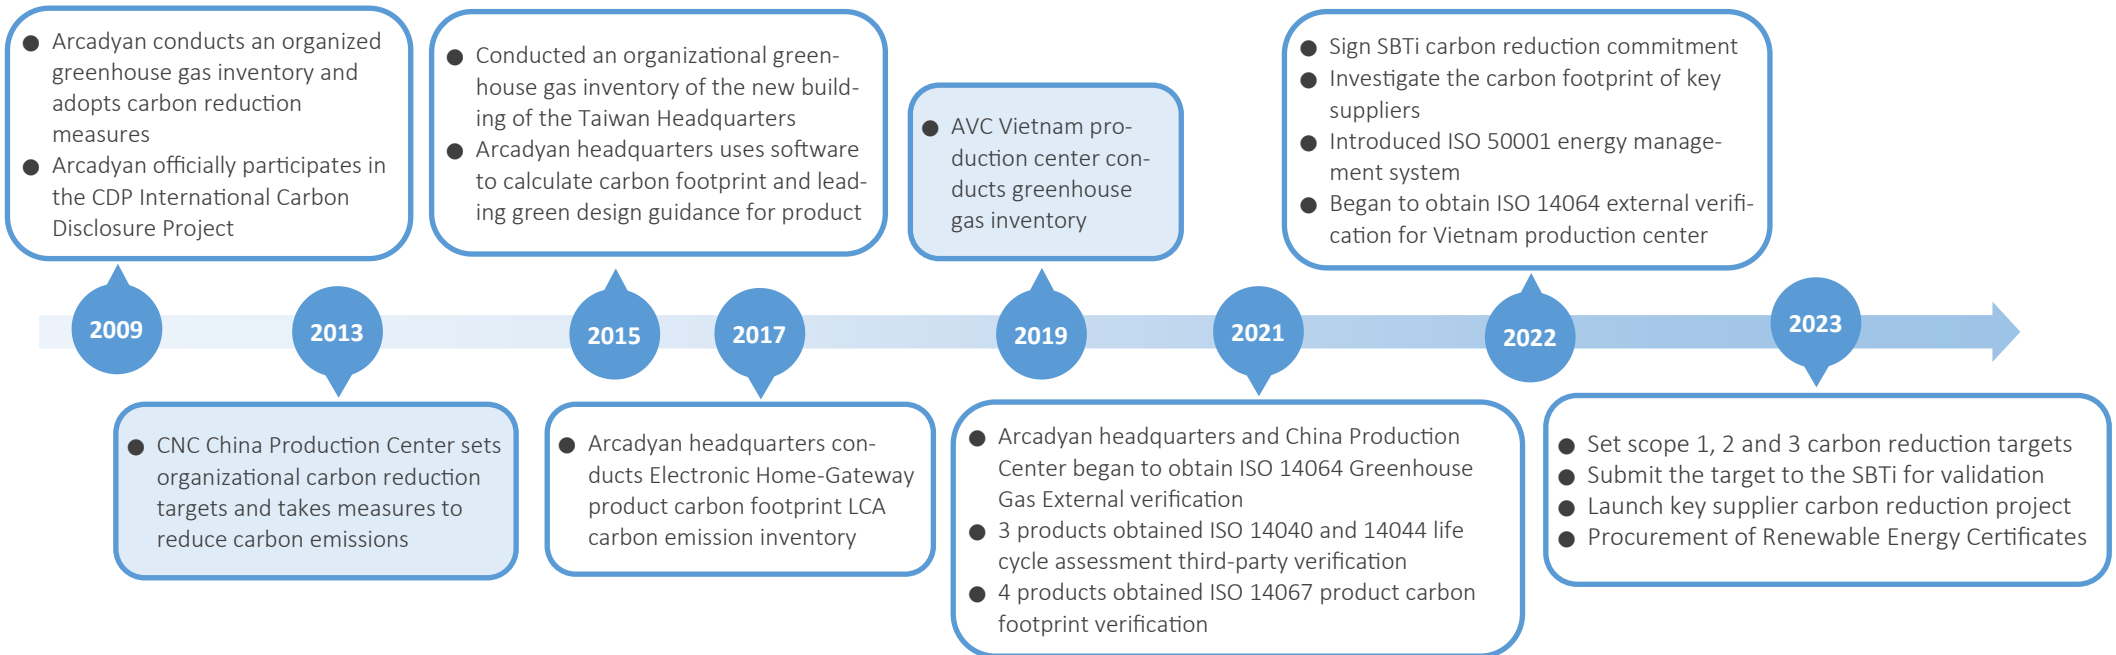 ● Arcadyan conducts an organized
greenhouse gas inventory and
adopts carbon reduction
measures
● Arcadyan officially participates in
the CDP International Carbon
Disclosure Project
● Conducted an organizational green-
house gas inventory of the new build-
ing of the Taiwan Headquarters
● Arcadyan headquarters uses software
to calculate carbon footprint and lead-
ing green design guidance for product
● AVC Vietnam pro-
duction center con-
ducts greenhouse
gas inventory
● Sign SBTi carbon reduction commitment
● Investigate the carbon footprint of key
suppliers
● Introduced ISO 50001 energy manage-
ment system
● Began to obtain ISO 14064 external verifi-
cation for Vietnam production center
2009
2013
2015
2017
2019
2021
2022
2023
● CNC China Production Center sets
organizational carbon reduction
targets and takes measures to
reduce carbon emissions
● Arcadyan headquarters con-
ducts Electronic Home-Gateway
product carbon footprint LCA
carbon emission inventory
● Arcadyan headquarters and China Production
Center began to obtain ISO 14064 Greenhouse
Gas External verification
● 3 products obtained ISO 14040 and 14044 life
cycle assessment third-party verification
● 4 products obtained ISO 14067 product carbon
footprint verification
● Set scope 1, 2 and 3 carbon reduction targets
● Submit the target to the SBTi for validation
● Launch key supplier carbon reduction project
● Procurement of Renewable Energy Certificates